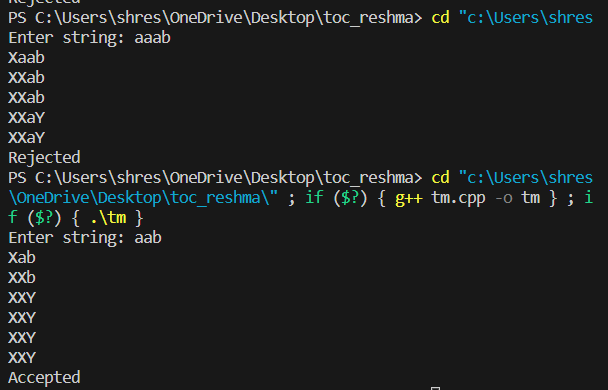 Rejected
PS C:\Users\shres\OneDrive\Desktop\toc_reshma> cd "c:\Users\shres
Enter string: aaab
Xaab
XXab
XXab
XXaY
XXaY
Rejected
PS C:\Users\shres\OneDrive\Desktop\toc_reshma> cd "c:\Users\shres
\OneDrive\Desktop\toc_reshma\" ; if ($?) { g++ tm.cpp -o tm } ; i
f ($?) { .\tm }
Enter string: aab
Xab
XXb
XXY
XXY
XXY
XXY
Accepted